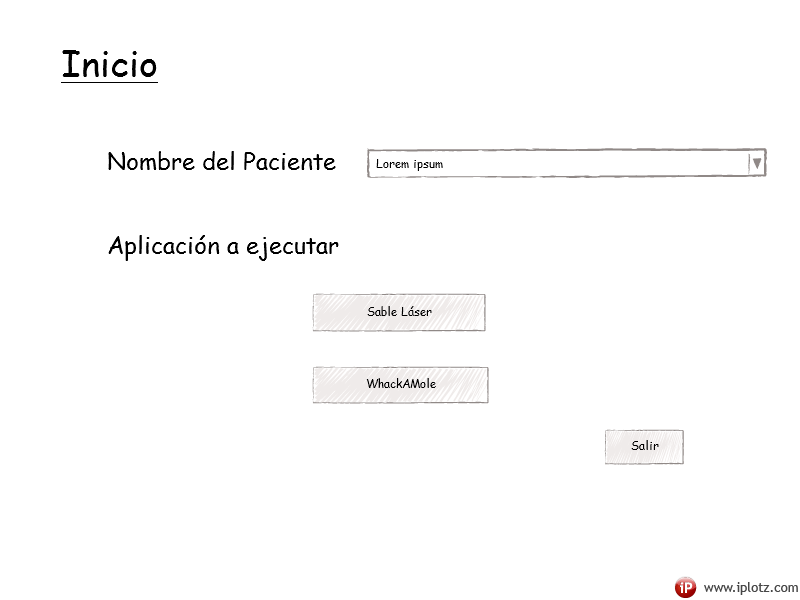 Inicio
Nombre del Paciente
Lorem ipsum
Aplicación a ejecutar
Sable Láser
WhackAMole
Salir
iP www.iplotz.com